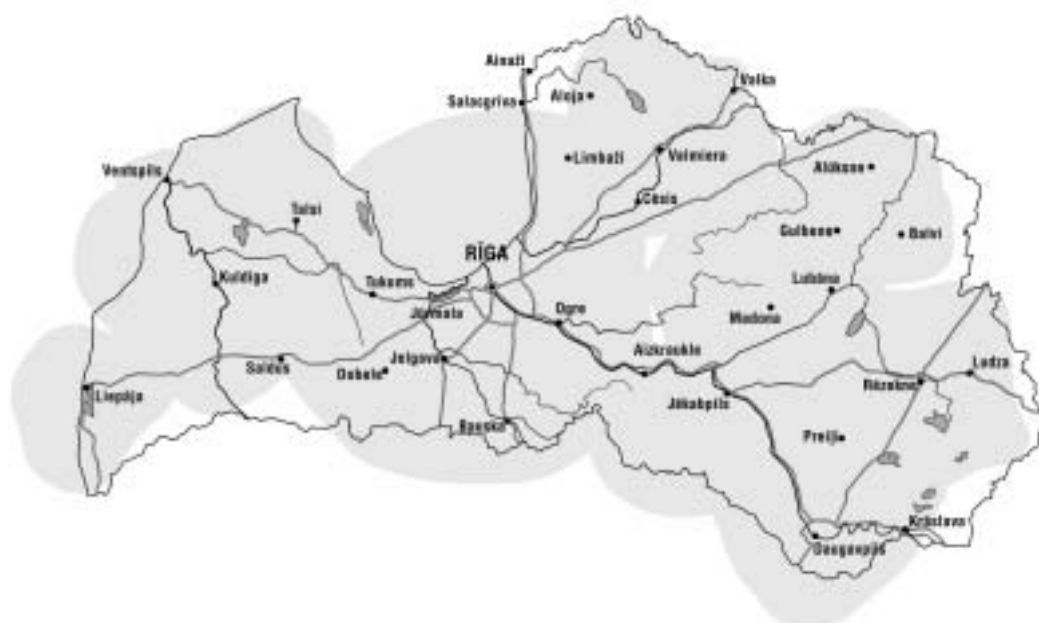 Ainaži
Valka
Salacgrīva
Aloja
Limbaži
Valmiera
Alūksne
Ventspils
Cēsis
Talsi
Gulbene
Balvi
RĪGA
Kuldīga
Tukums
Lubāna
Jūrmala
Ogre
Madona
Jelgava
Aizkraukle
Saldus
Dobele
Ludza
Rēzekne
Liepāja
Jēkabpils
Bauska
Preiļi
Krāslava
Daugavpils